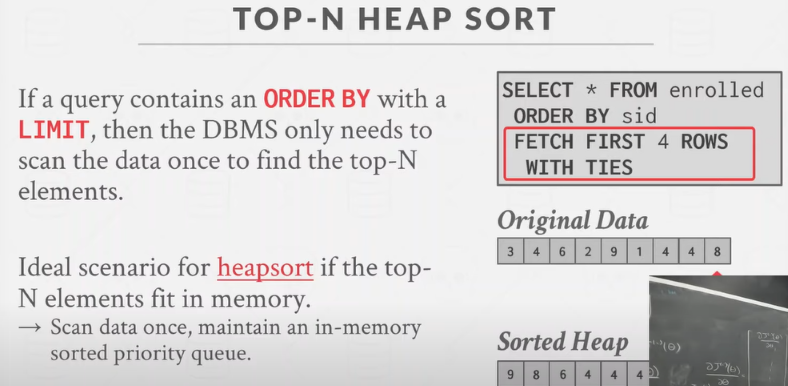 TOP-N HEAP SORT
If a query contains an ORDER BY with a
LIMIT, then the DBMS only needs to
scan the data once to find the top-N
elements.
Ideal scenario for heapsort if the top-
N elements fit in memory.
→ Scan data once, maintain an in-memory
sorted priority queue.
SELECT * FROM enrolled
ORDER BY sid
FETCH FIRST 4 ROWS
WITH TIES
Original Data
3 4 6 2 9 1 4 4 8
Sorted Heap
9 8 6 4 4 4